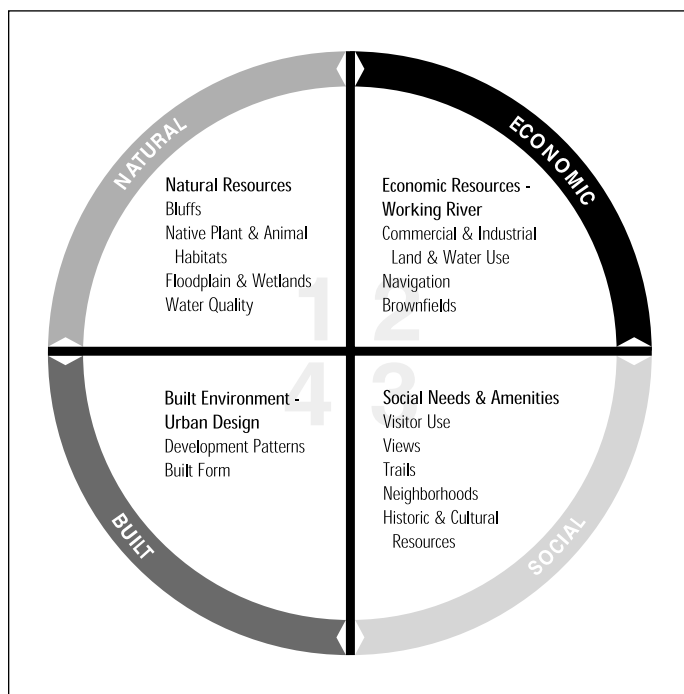 NATURAL
Natural Resources
Bluffs
Native Plant & Animal
Habitats
Floodplain & Wetlands
Water Quality
1
ECONOMIC
Economic Resources -
Working River
Commercial & Industrial
Land & Water Use
Navigation
Brownfields
2
SOCIAL
Social Needs & Amenities
Visitor Use
Views
Trails
Neighborhoods
Historic & Cultural
Resources
3
BUILT
Built Environment -
Urban Design
Development Patterns
Built Form
4